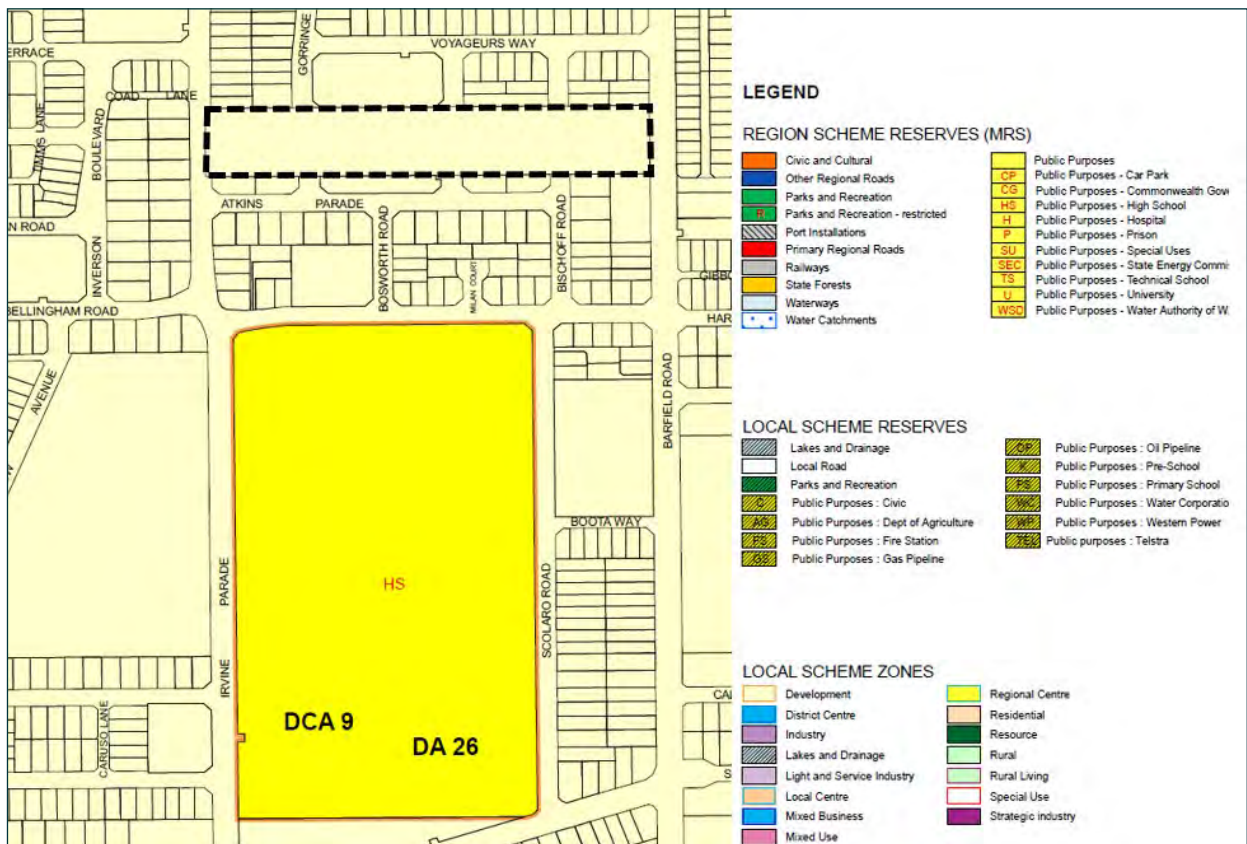 ERRACE
GORRINGE
VOYAGEURS WAY
COAD LANE
TIMMS LANE
BOULEVARD
ATKINS PARADE
N ROAD
INVERSON
BOSWORTH ROAD
MILAN COURT
BISCHOFF ROAD
GIBB
BELLINGHAM ROAD
HAR
AVENUE
W
BARFIELD ROAD
BOOTA WAY
HS
PARADE
SCOLARO ROAD
IRVINE
CARUSO LANE
CA
DCA 9
DA 26
S
LEGEND
REGION SCHEME RESERVES (MRS)
Civic and Cultural
Other Regional Roads
Parks and Recreation
R Parks and Recreation - restricted
Port Installations
Primary Regional Roads
Railways
State Forests
Waterways
Water Catchments
Public Purposes
CP Public Purposes - Car Park
CG Public Purposes - Commonwealth Gov
HS Public Purposes - High School
H Public Purposes - Hospital
P Public Purposes - Prison
SU Public Purposes - Special Uses
SEC Public Purposes - State Energy Commi
TS Public Purposes - Technical School
U Public Purposes - University
WSD Public Purposes - Water Authority of W
LOCAL SCHEME RESERVES
Lakes and Drainage
Local Road
Parks and Recreation
C Public Purposes : Civic
AG Public Purposes : Dept of Agriculture
FS Public Purposes : Fire Station
GS Public Purposes : Gas Pipeline
OP Public Purposes : Oil Pipeline
K Public Purposes : Pre-School
PS Public Purposes : Primary School
WC Public Purposes : Water Corporatio
WP Public Purposes : Western Power
TEL Public purposes : Telstra
LOCAL SCHEME ZONES
Development
District Centre
Industry
Lakes and Drainage
Light and Service Industry
Local Centre
Mixed Business
Mixed Use
Regional Centre
Residential
Resource
Rural
Rural Living
Special Use
Strategic industry